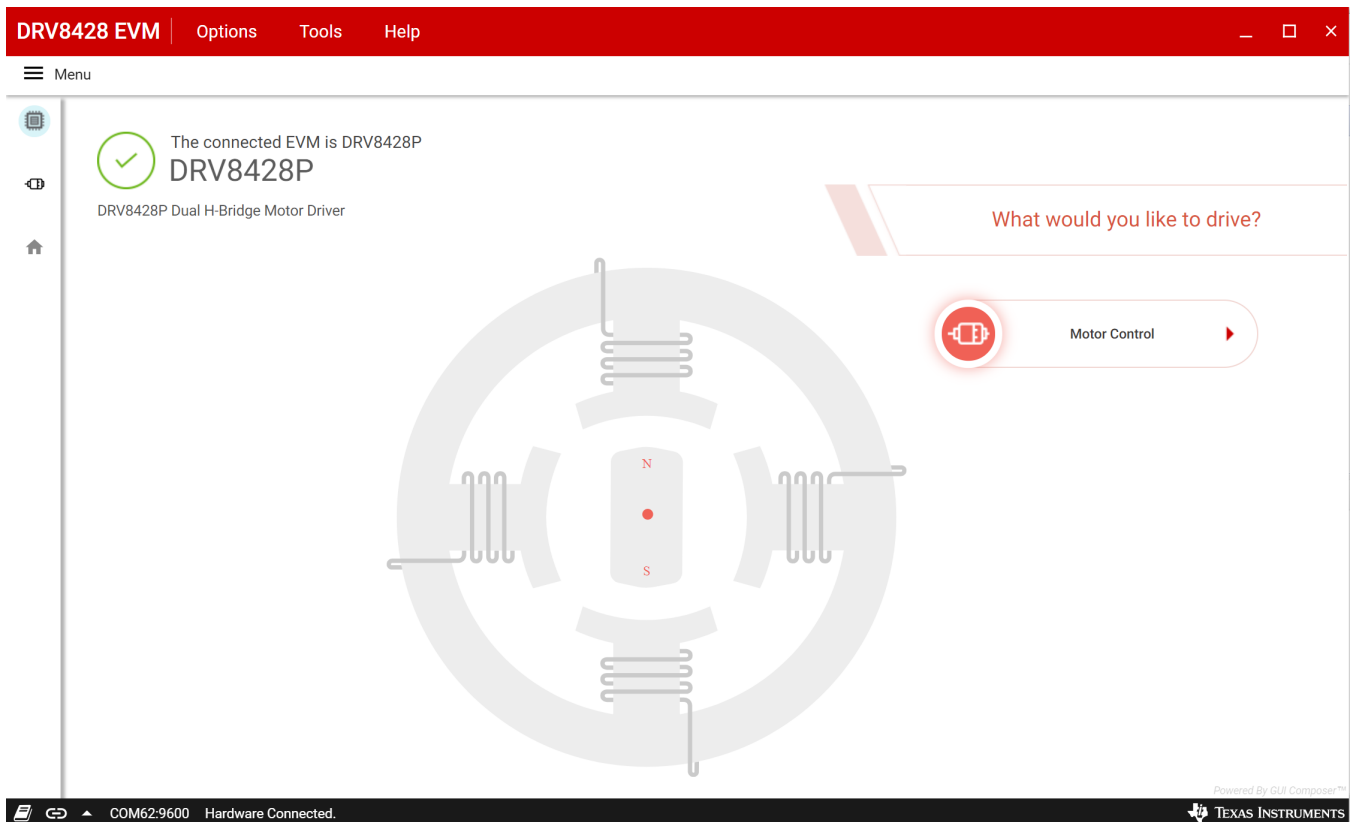 DRV8428 EVM Options Tools Help
Menu
The connected EVM is DRV8428P
DRV8428P
DRV8428P Dual H-Bridge Motor Driver
What would you like to drive?
Motor Control
N
S
Powered By GUI Composer™
COM62:9600 Hardware Connected.
TEXAS INSTRUMENTS